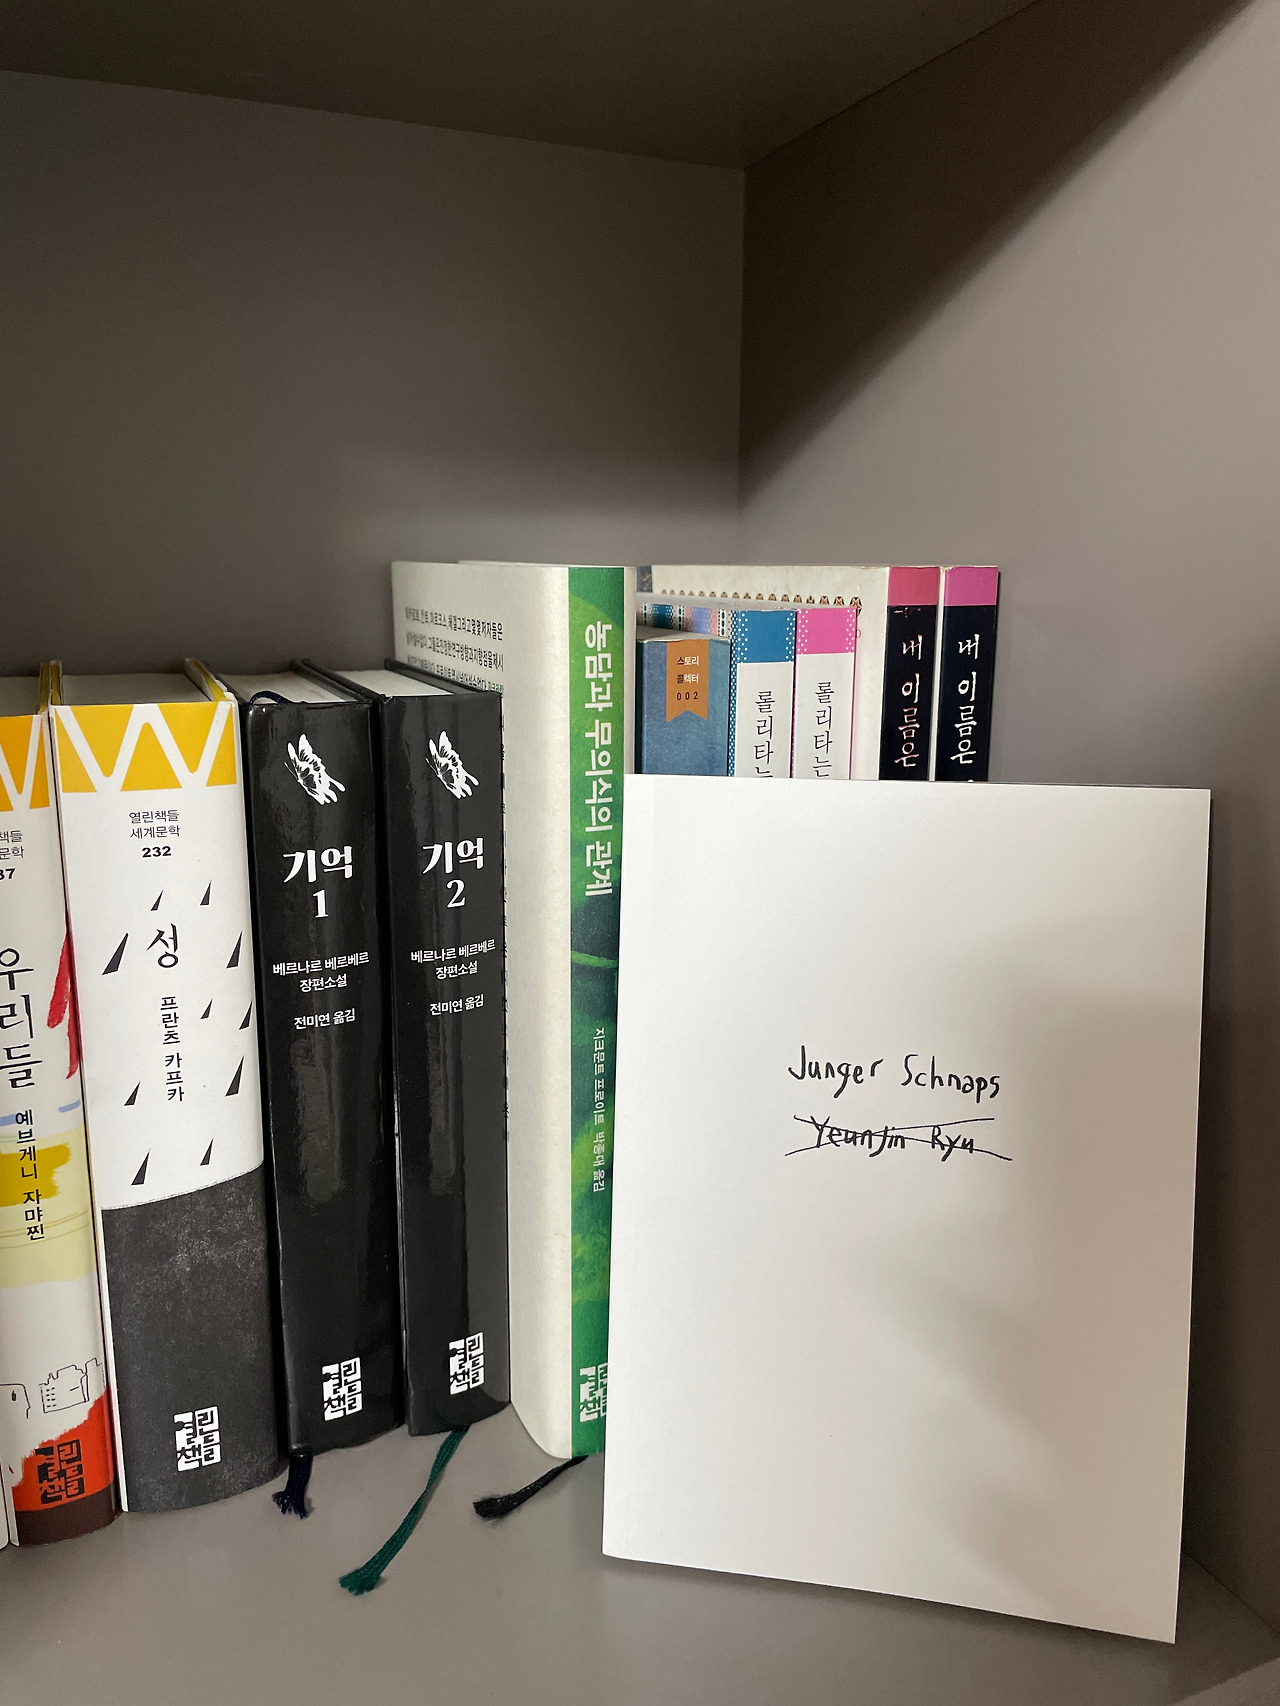 책들
문학
37
우리들
예브게니 자먀찐
열린책들
열린책들
세계문학
232
성
프란츠 카프카
열린책들
기억
1
베르나르 베르베르
장편소설
전미연 옮김
열린책들
기억
2
베르나르 베르베르
장편소설
전미연 옮김
열린책들
농담과 무의식의 관계
지크문트 프로이트
박종대 옮김
열린책들
스토리
콜렉터
002
롤리타는
롤리타는
내 이름은
내 이름은
Junger Schnaps
YeunJin Ryu